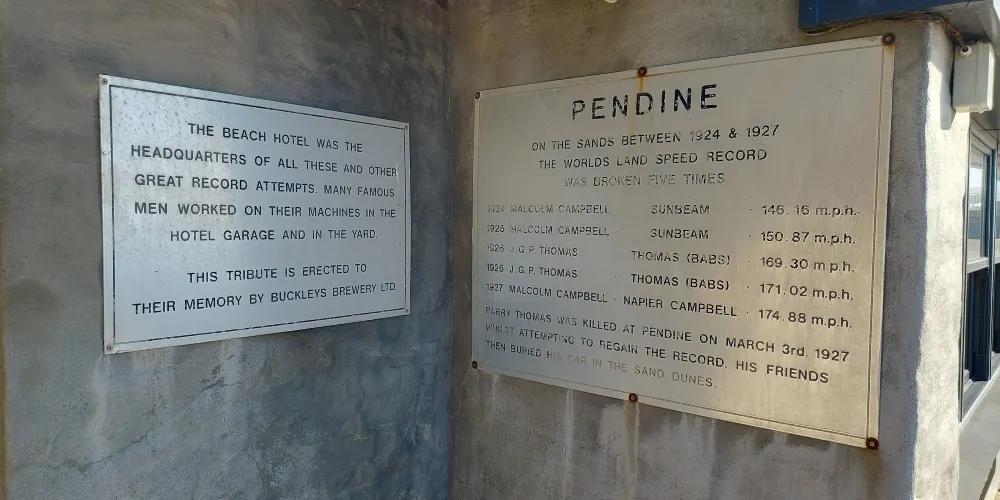 THE BEACH HOTEL WAS THE
HEADQUARTERS OF ALL THESE AND OTHER
GREAT RECORD ATTEMPTS. MANY FAMOUS
MEN WORKED ON THEIR MACHINES IN THE
HOTEL GARAGE AND IN THE YARD.
THIS TRIBUTE IS ERECTED TO
THEIR MEMORY BY BUCKLEYS BREWERY LTD.
PENDINE
ON THE SANDS BETWEEN 1924 & 1927
THE WORLDS LAND SPEED RECORD
WAS BROKEN FIVE TIMES
1924 MALCOLM CAMPBELL SUNBEAM · 146.16 m.p.h.
1925 MALCOLM CAMPBELL SUNBEAM · 150.87 m.p.h.
1926 J.G.P. THOMAS THOMAS (BABS) · 169.30 m.p.h.
1926 J.G.P. THOMAS THOMAS (BABS) · 171.02 m.p.h.
1927 MALCOLM CAMPBELL · NAPIER CAMPBELL · 174.88 m.p.h.
PARRY THOMAS WAS KILLED AT PENDINE ON MARCH 3rd. 1927
WHILST ATTEMPTING TO REGAIN THE RECORD. HIS FRIENDS
THEN BURIED HIS CAR IN THE SAND DUNES.